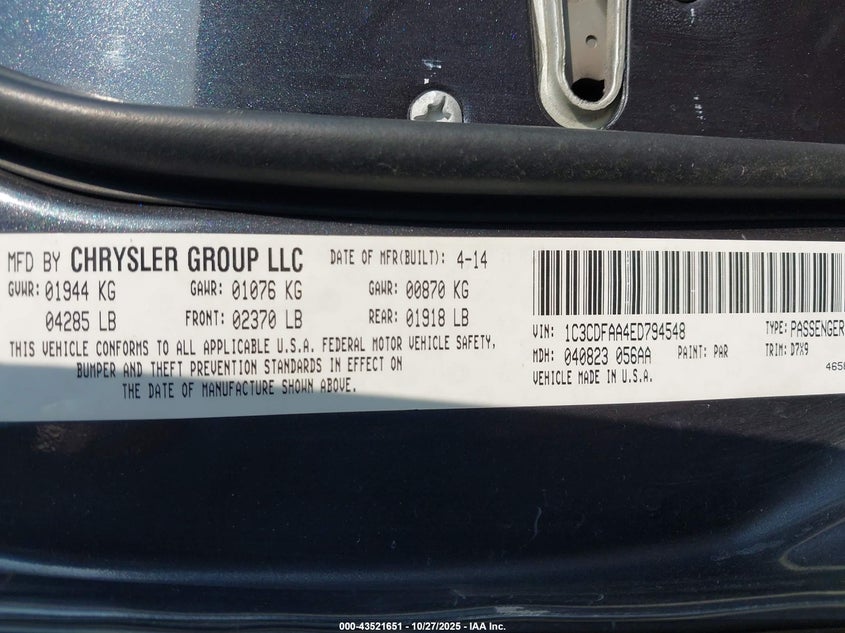 MFD BY CHRYSLER GROUP LLC DATE OF MFR(BUILT): 4-14
GVWR: 01944 KG GAWR: 01076 KG GAWR: 00870 KG
04285 LB FRONT: 02370 LB REAR: 01918 LB
THIS VEHICLE CONFORMS TO ALL APPLICABLE U.S.A. FEDERAL MOTOR VEHICLE SAFETY,
BUMPER AND THEFT PREVENTION STANDARDS IN EFFECT ON
THE DATE OF MANUFACTURE SHOWN ABOVE.
VIN: 1C3CDFAA4ED794548 TYPE: PASSENGER
MDH: 040823 056AA PAINT: PAR TRIM: D7X9
VEHICLE MADE IN U.S.A.
000-43521651 - 10/27/2025 - IAA Inc.